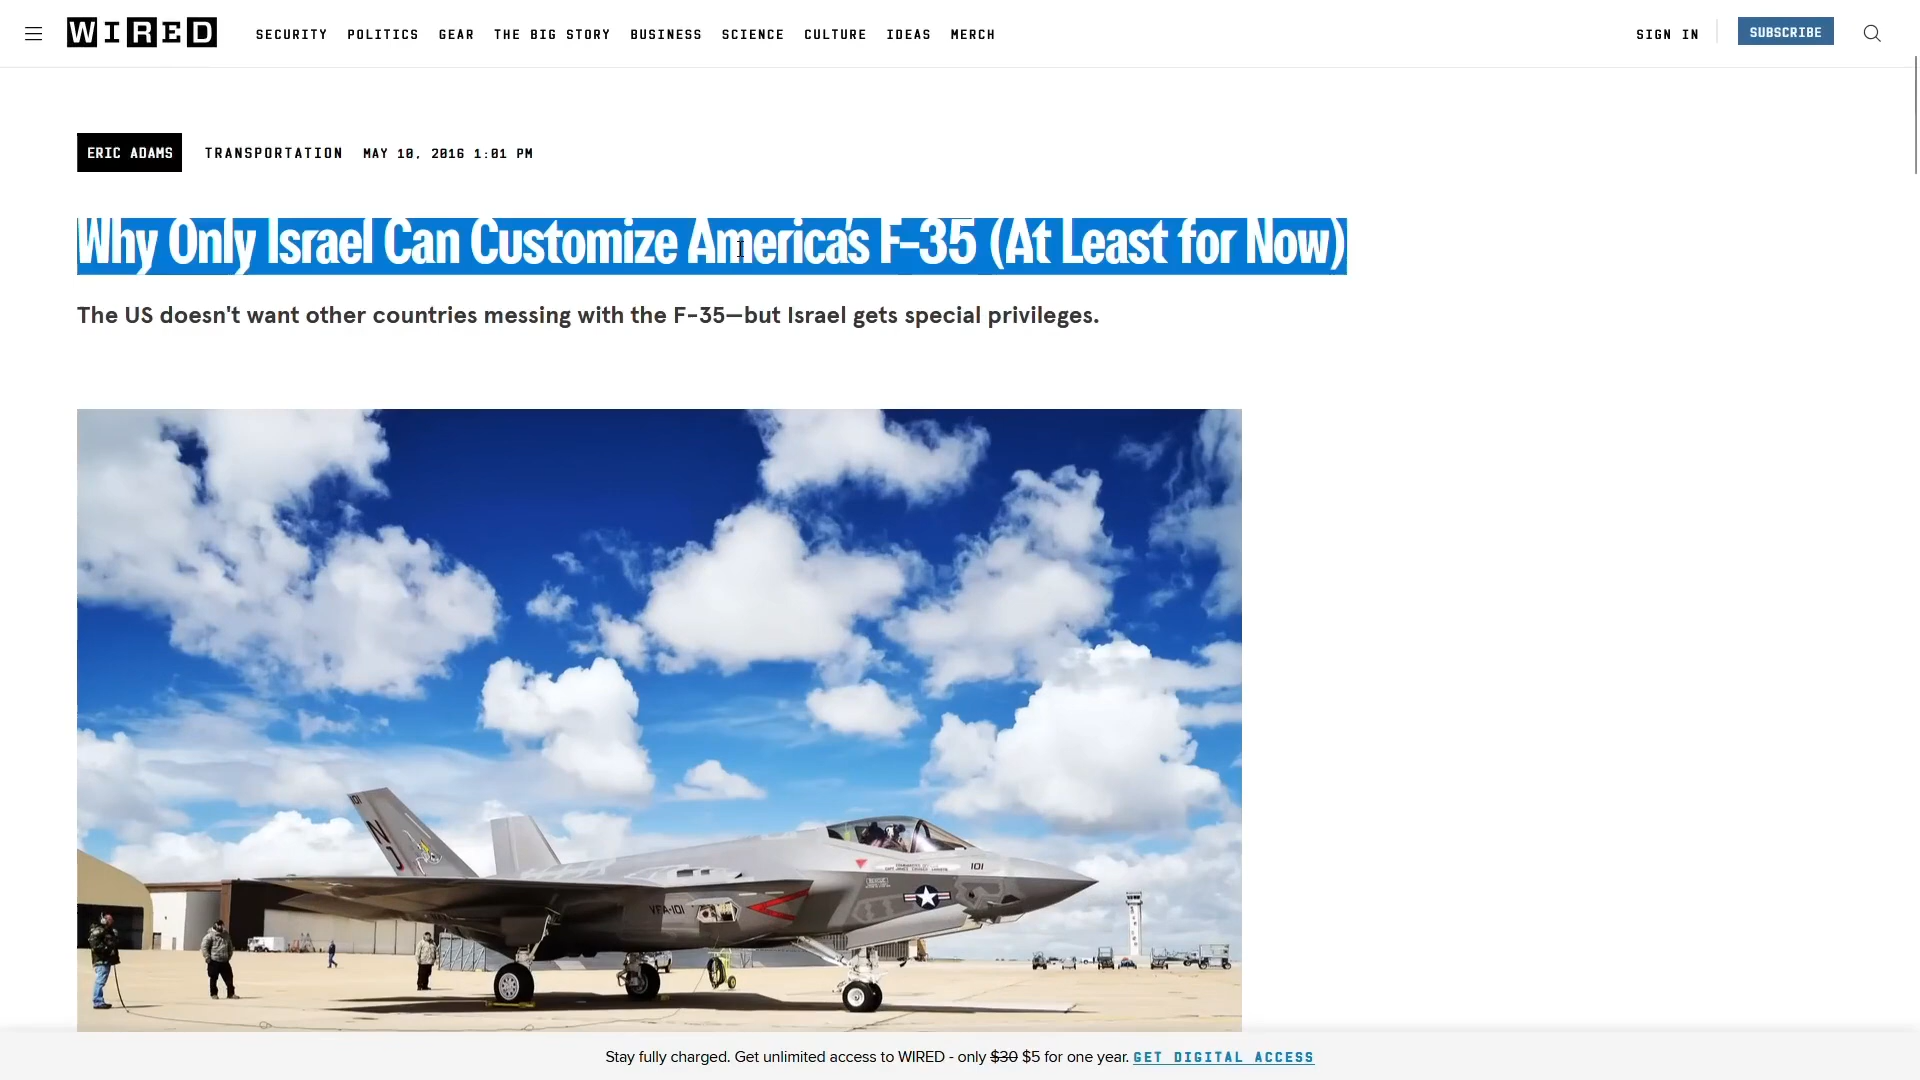 WIRED
SECURITY POLITICS GEAR THE BIG STORY BUSINESS SCIENCE CULTURE IDEAS MERCH
SIGN IN
SUBSCRIBE
ERIC ADAMS TRANSPORTATION MAY 10, 2016 1:01 PM
Why Only Israel Can Customize America's F-35 (At Least for Now)
The US doesn't want other countries messing with the F-35—but Israel gets special privileges.
101
NJ
101
VFA-101
Stay fully charged. Get unlimited access to WIRED - only $30 $5 for one year. GET DIGITAL ACCESS